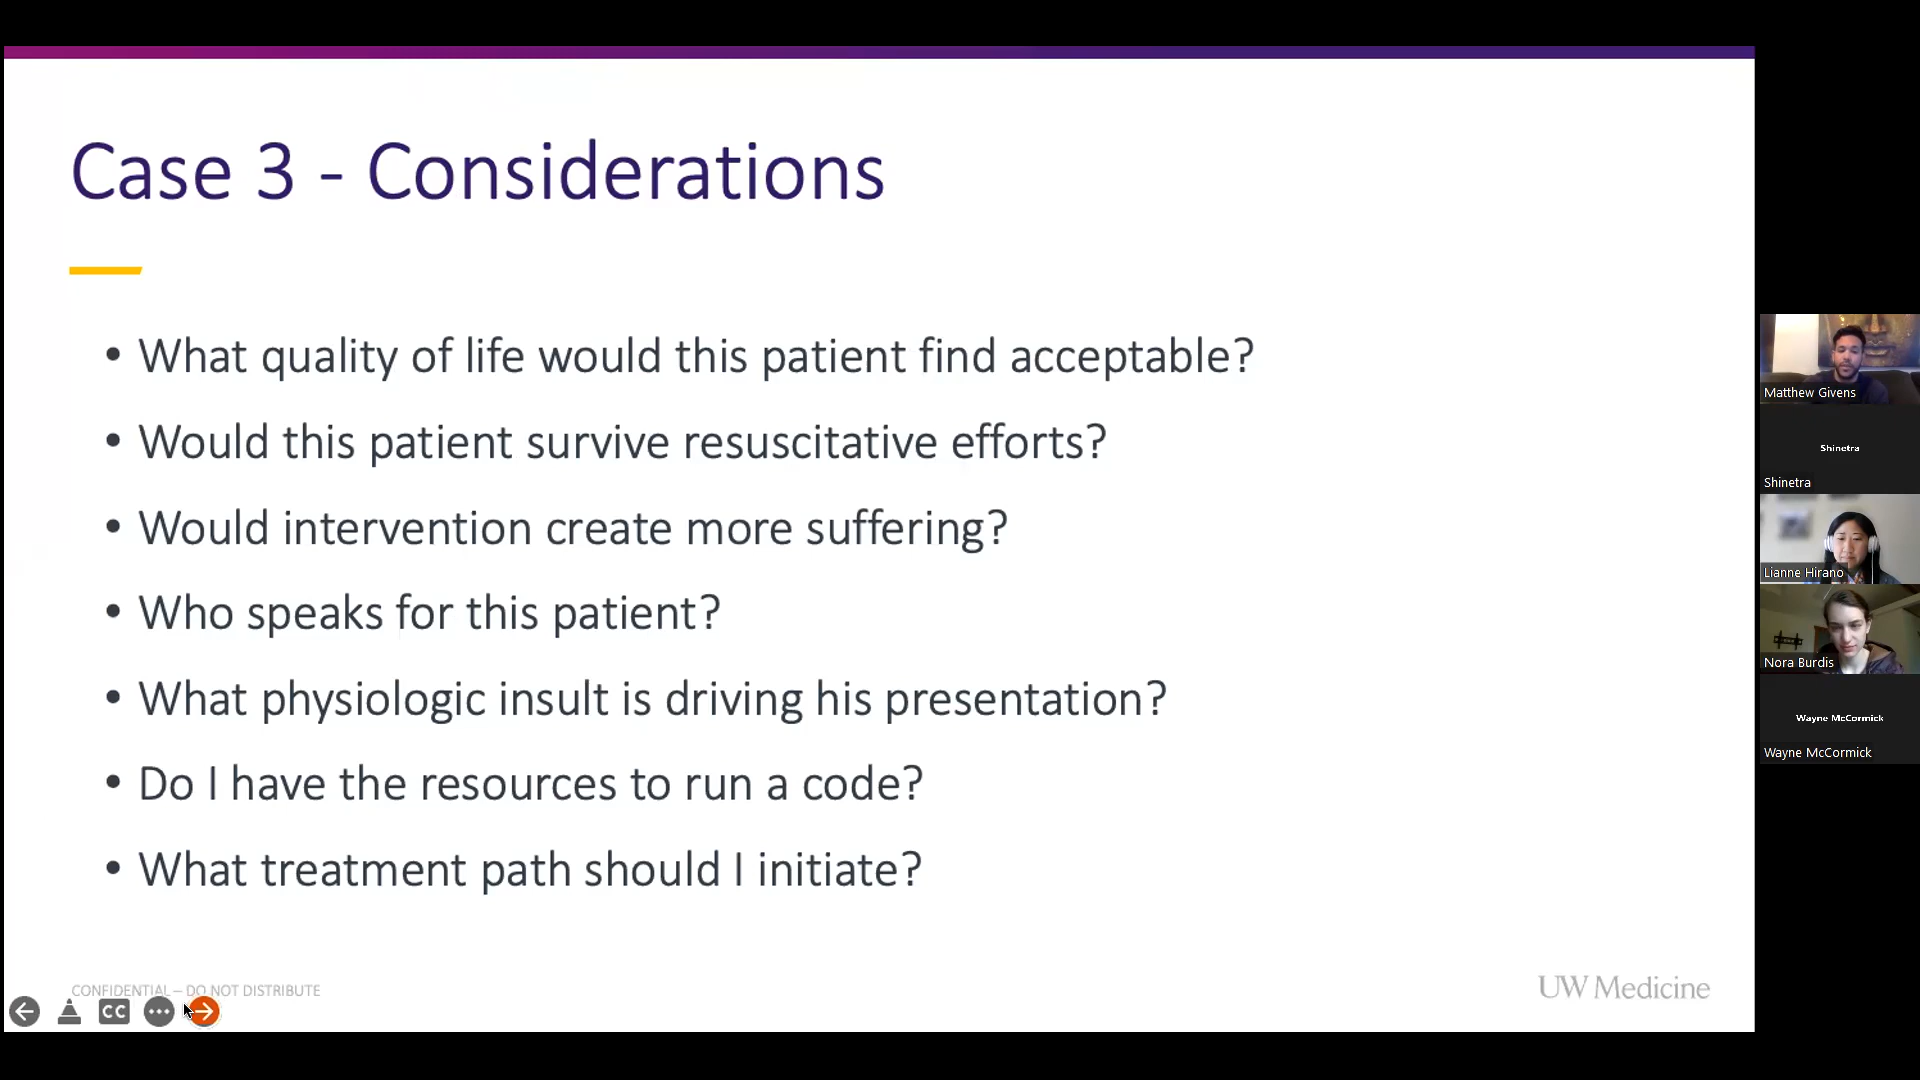 Case 3 - Considerations
• What quality of life would this patient find acceptable?
• Would this patient survive resuscitative efforts?
• Would intervention create more suffering?
• Who speaks for this patient?
• What physiologic insult is driving his presentation?
• Do I have the resources to run a code?
• What treatment path should I initiate?
CONFIDENTIAL – DO NOT DISTRIBUTE
UW Medicine
CC
Matthew Givens
Shinetra
Shinetra
Lianne Hirano
Nora Burdis
Wayne McCormick
Wayne McCormick